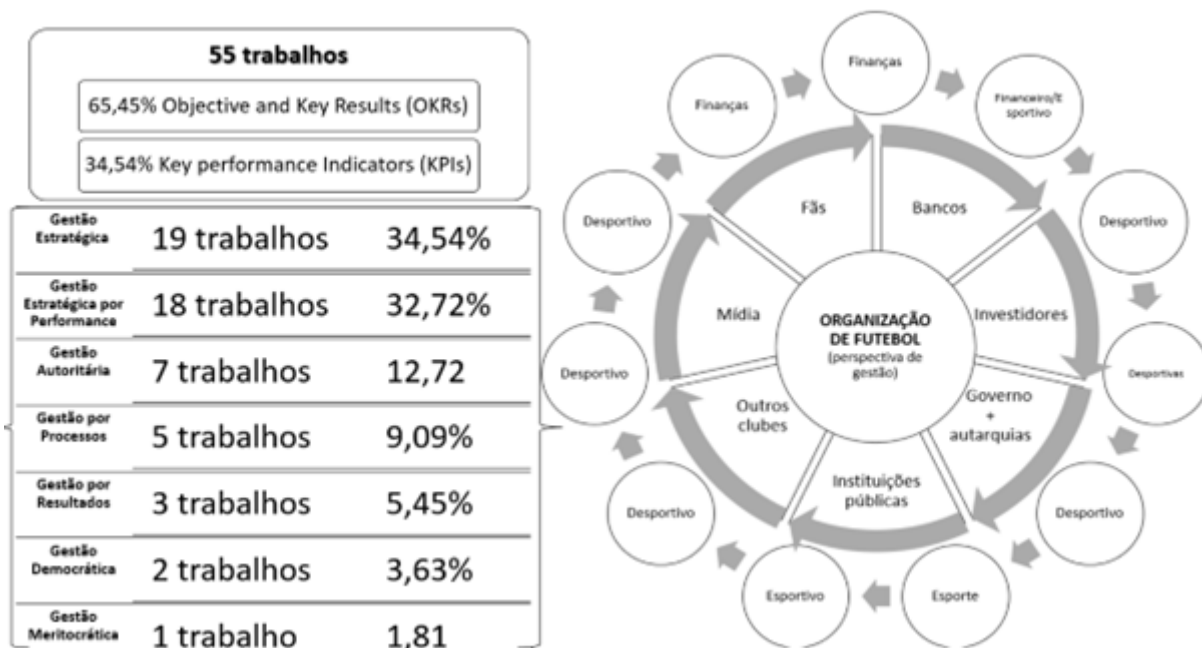 55 trabalhos
65,45% Objective and Key Results (OKRs)
34,54% Key performance Indicators (KPIs)
Gestão
Estratégica
19 trabalhos
34,54%
Gestão
Estratégica por
Performance
18 trabalhos
32,72%
Gestão
Autoritária
7 trabalhos
12,72
Gestão por
Processos
5 trabalhos
9,09%
Gestão por
Resultados
3 trabalhos
5,45%
Gestão
Democrática
2 trabalhos
3,63%
Gestão
Meritocrática
1 trabalho
1,81
Finanças
Financeiro/E
sportivo
Desportivo
Desportivas
Desportivo
Esporte
Esportivo
Desportivo
Desportivo
Desportivo
Finanças
Fãs
Bancos
Investidores
Governo
+
autarquias
Instituições
públicas
Outros
clubes
Mídia
ORGANIZAÇÃO
DE FUTEBOL
(perspectiva de
gestão)